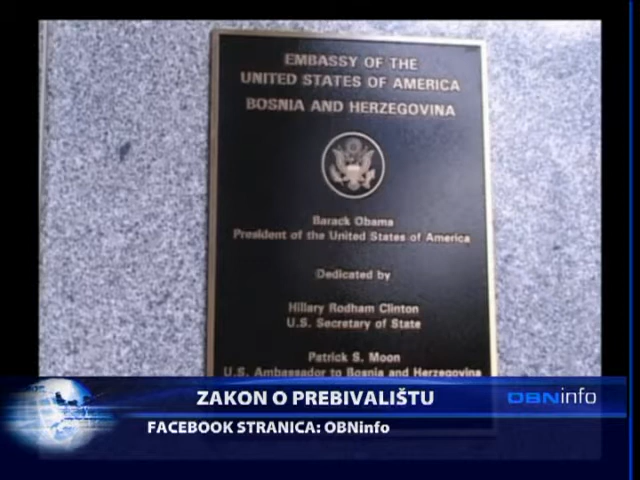 EMBASSY OF THE
UNITED STATES OF AMERICA
BOSNIA AND HERZEGOVINA
Barack Obama
President of the United States of America
Dedicated by
Hillary Rodham Clinton
U.S. Secretary of State
Patrick S. Moon
U.S. Ambassador to Bosnia and Herzegovina
ZAKON O PREBIVALIŠTU
OBNinfo
FACEBOOK STRANICA: OBNinfo